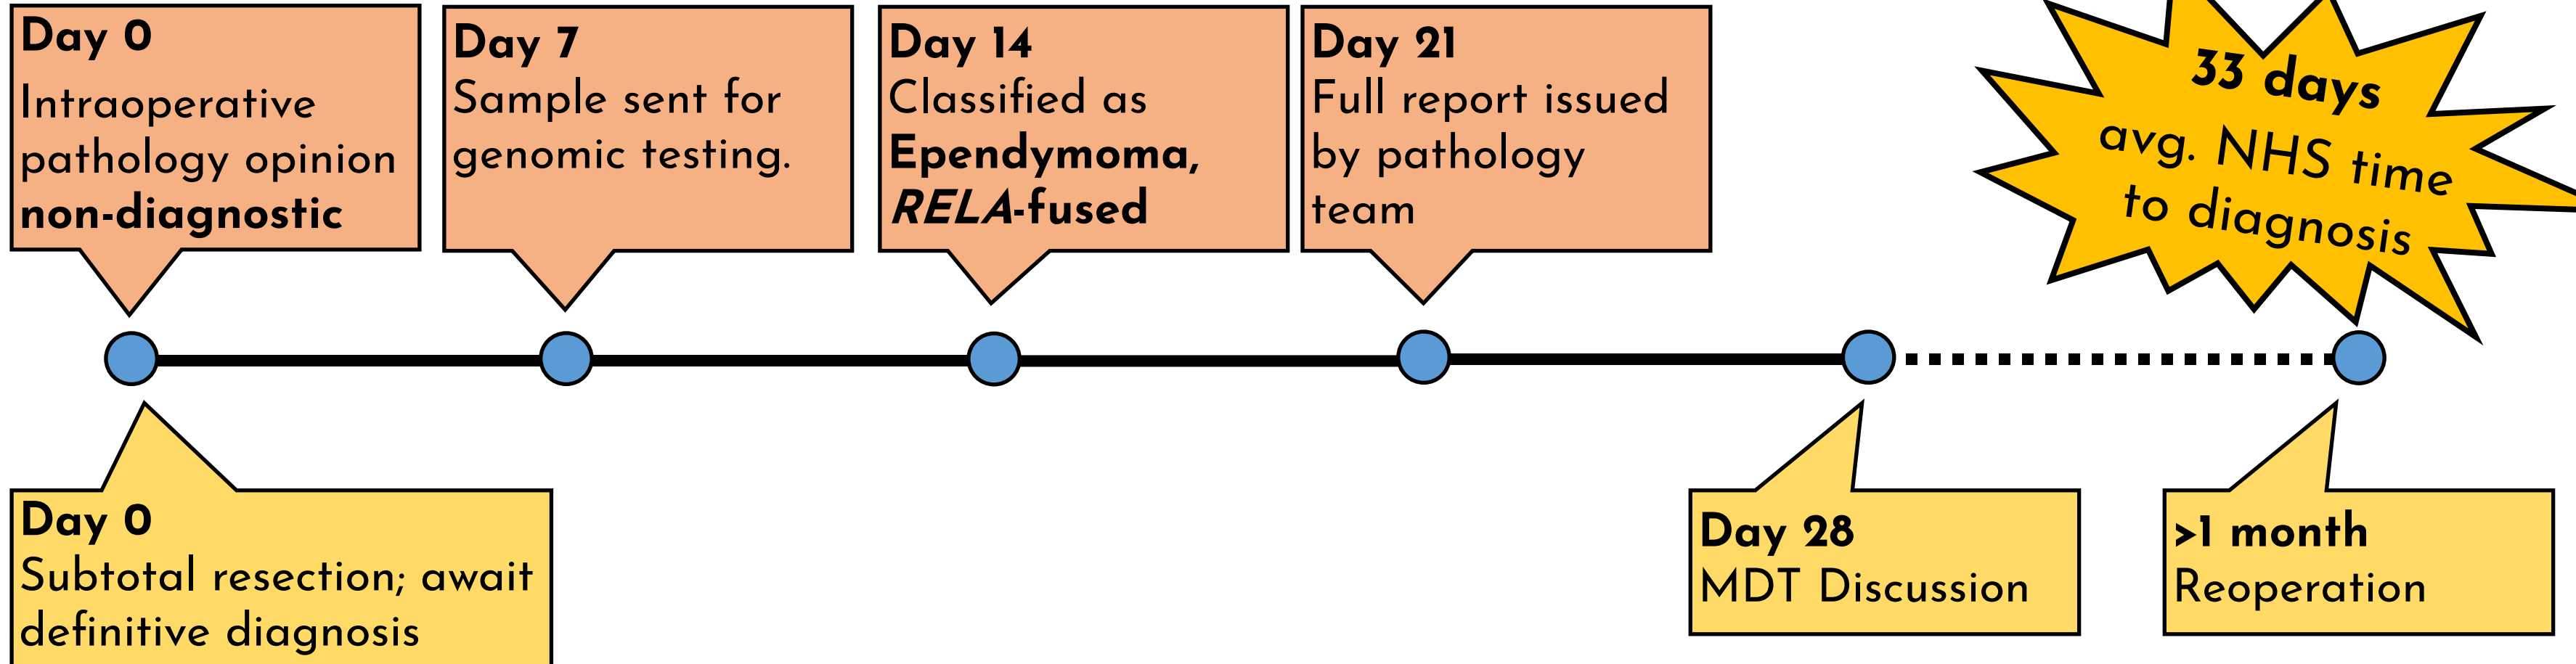 Day 0
Intraoperative
pathology opinion
non-diagnostic
Day 7
Sample sent for
genomic testing.
Day 14
Classified as
Ependymoma,
RELA-fused
Day 21
Full report issued
by pathology
team
33 days
avg. NHS time
to diagnosis
Day 0
Subtotal resection; await
definitive diagnosis
Day 28
MDT Discussion
>1 month
Reoperation